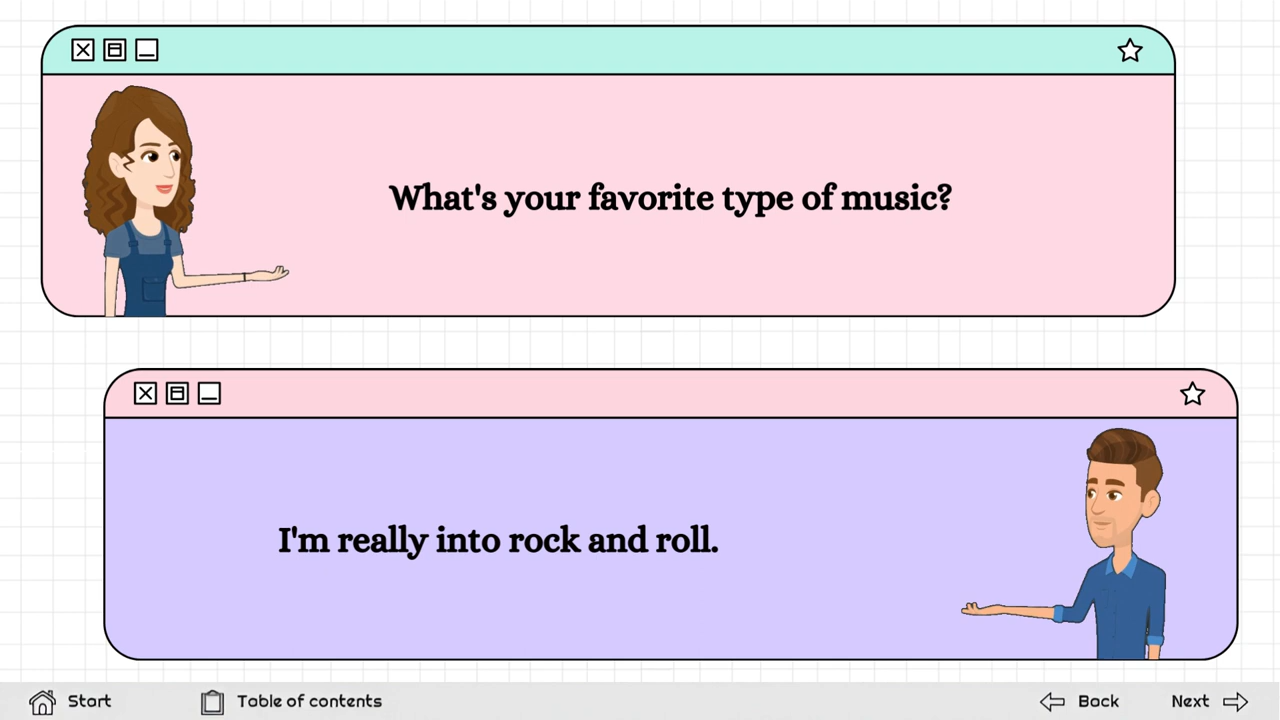 What's your favorite type of music?
I'm really into rock and roll.
Start
Table of contents
Back
Next